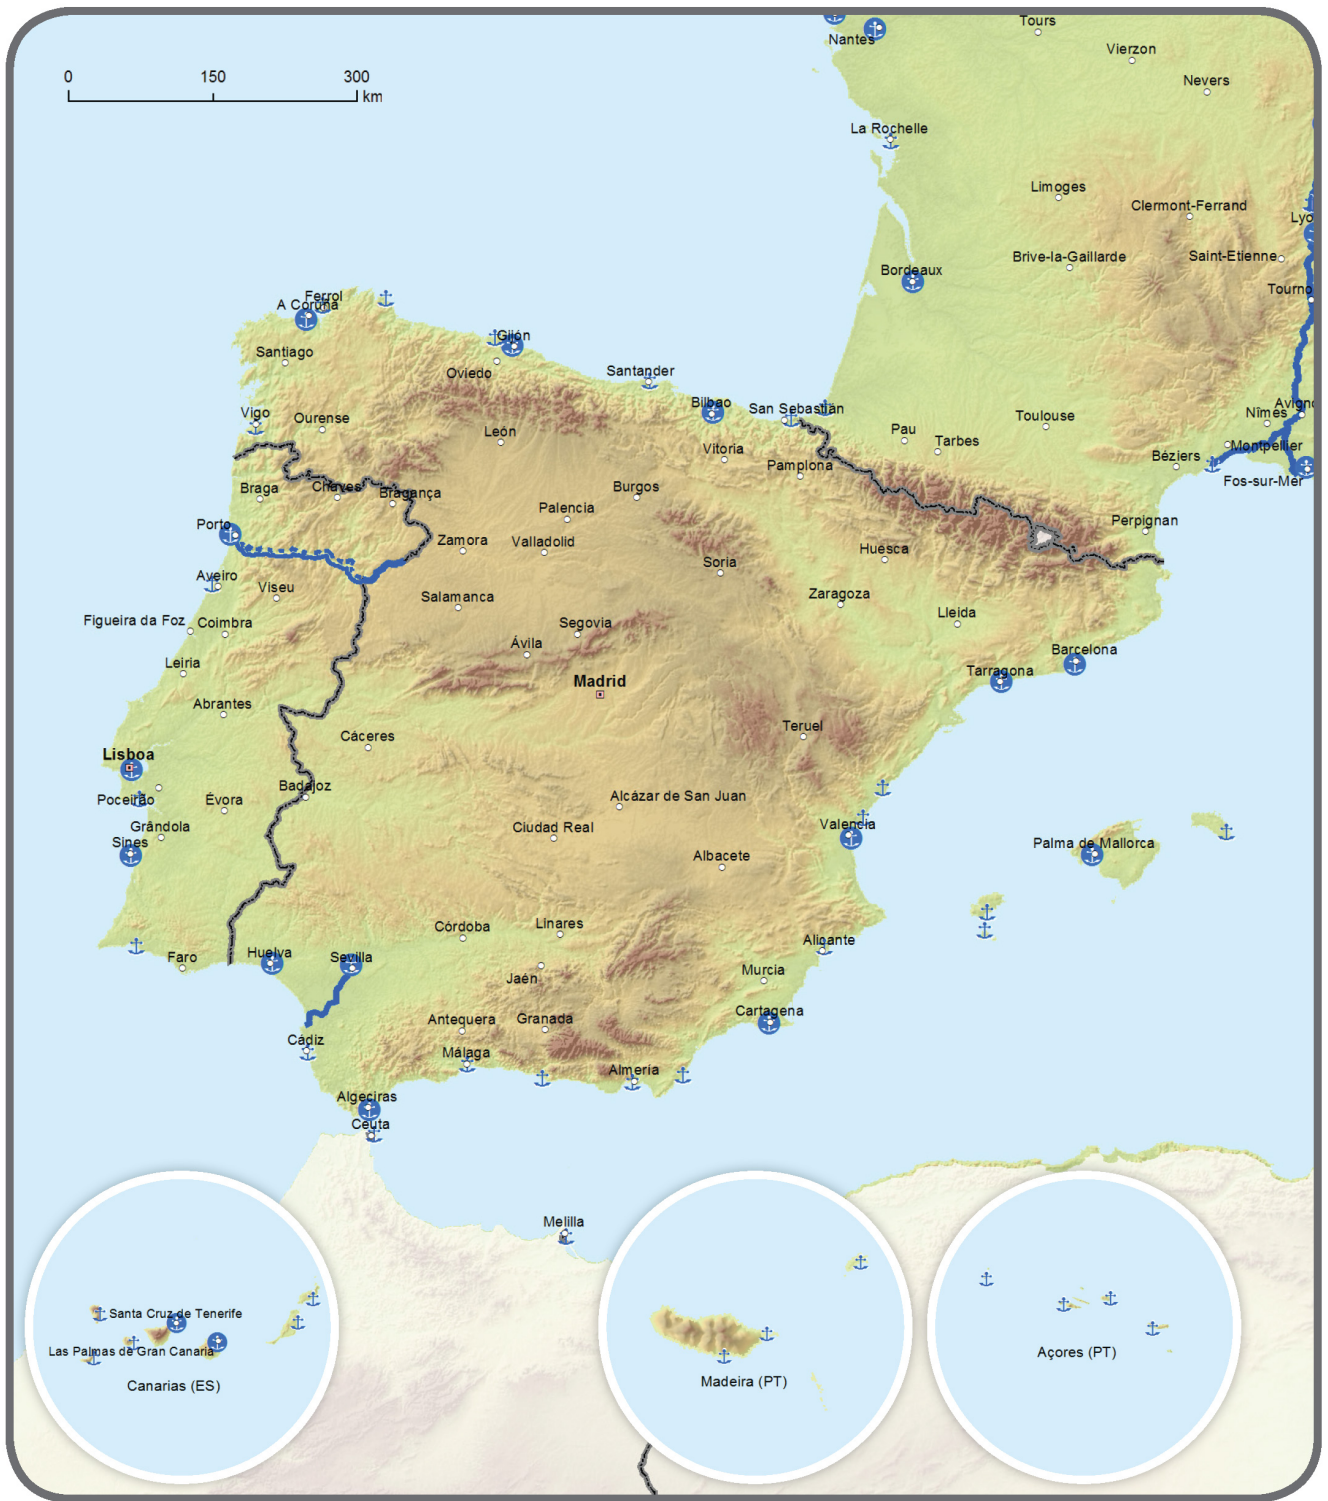 Tours
Nantes
Vierzon
0 150 300
km
Nevers
La Rochelle
Limoges
Clermont-Ferrand
Lyo
Brive-la-Gaillarde
Saint-Etienne
Bordeaux
Tourno
Ferrol
A Coruña
Gijón
Santiago
Oviedo
Santander
Bilbao
San Sebastián
Avigno
Nîmes
Vigo
Ourense
León
Toulouse
Pau
Tarbes
Montpellier
Vitoria
Béziers
Pamplona
Fos-sur-Mer
Braga
Chaves
Bragança
Burgos
Palencia
Perpignan
Porto
Zamora
Valladolid
Huesca
Soria
Aveiro
Viseu
Salamanca
Zaragoza
Lleida
Figueira da Foz
Coimbra
Segovia
Ávila
Barcelona
Leiria
Tarragona
Madrid
Abrantes
Teruel
Cáceres
Lisboa
Badajoz
Poceirão
Évora
Alcázar de San Juan
Grândola
Ciudad Real
Valencia
Sines
Palma de Mallorca
Albacete
Córdoba
Linares
Alicante
Faro
Huelva
Sevilla
Jaén
Murcia
Cartagena
Antequera
Granada
Cádiz
Málaga
Almería
Algeciras
Ceuta
Melilla
Santa Cruz de Tenerife
Las Palmas de Gran Canaria
Canarias (ES)
Madeira (PT)
Açores (PT)